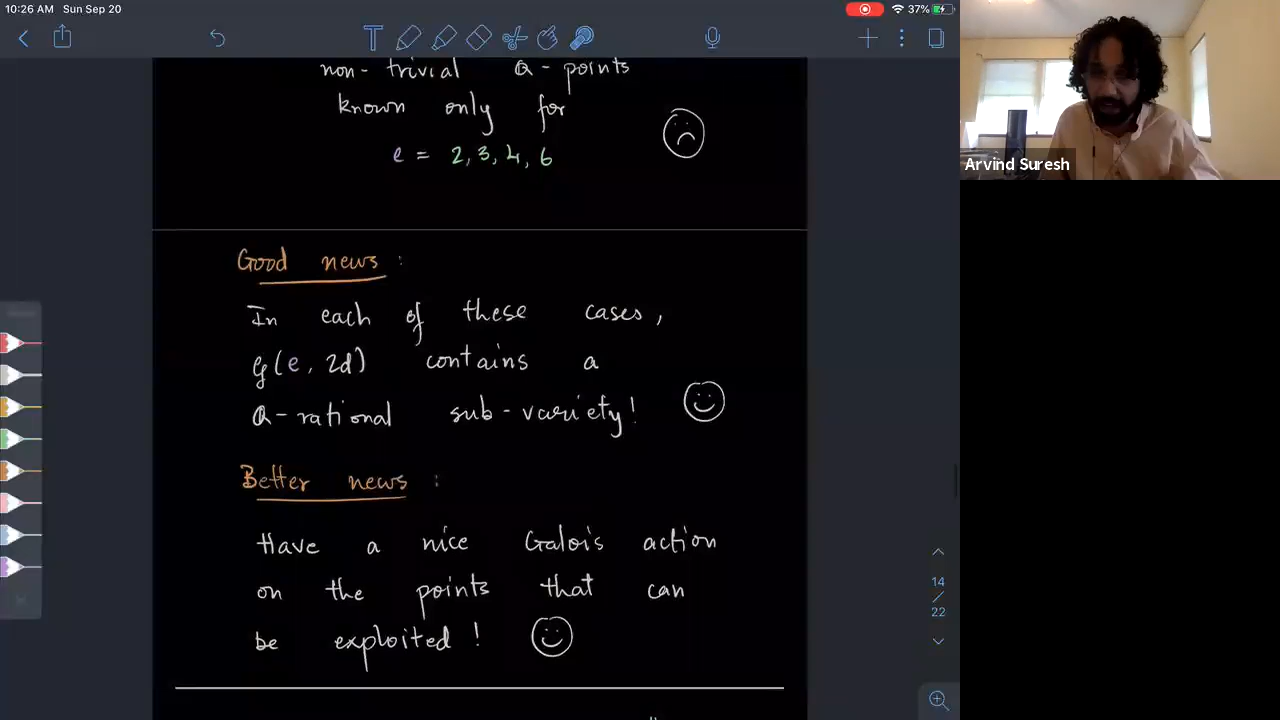 10:26 AM Sun Sep 20
37%
Arvind Suresh
non-trivial Q-points
known only for
e = 2, 3, 4, 6
Good news :
In each of these cases,
G(e, 2d) contains a
Q-rational sub-variety!
Better news :
Have a nice Galois action
on the points that can
be exploited !
14
/
22